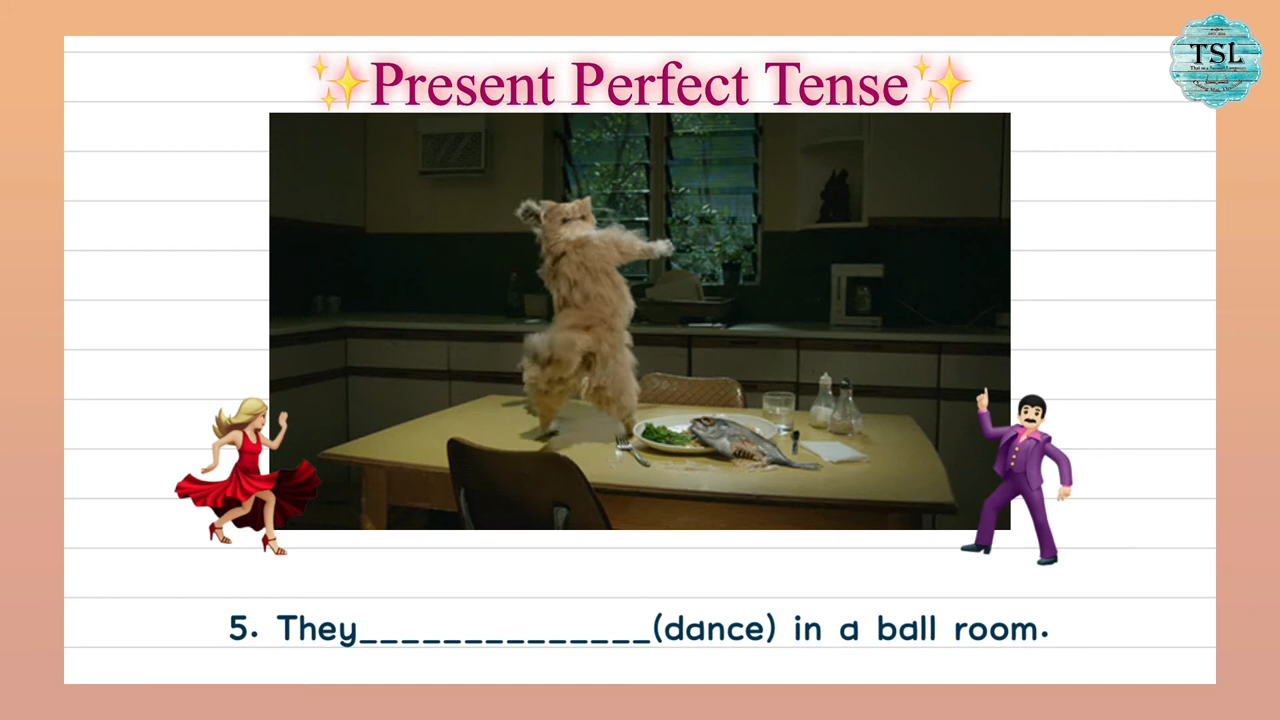 Present Perfect Tense
TSL
5. They______________(dance) in a ball room.